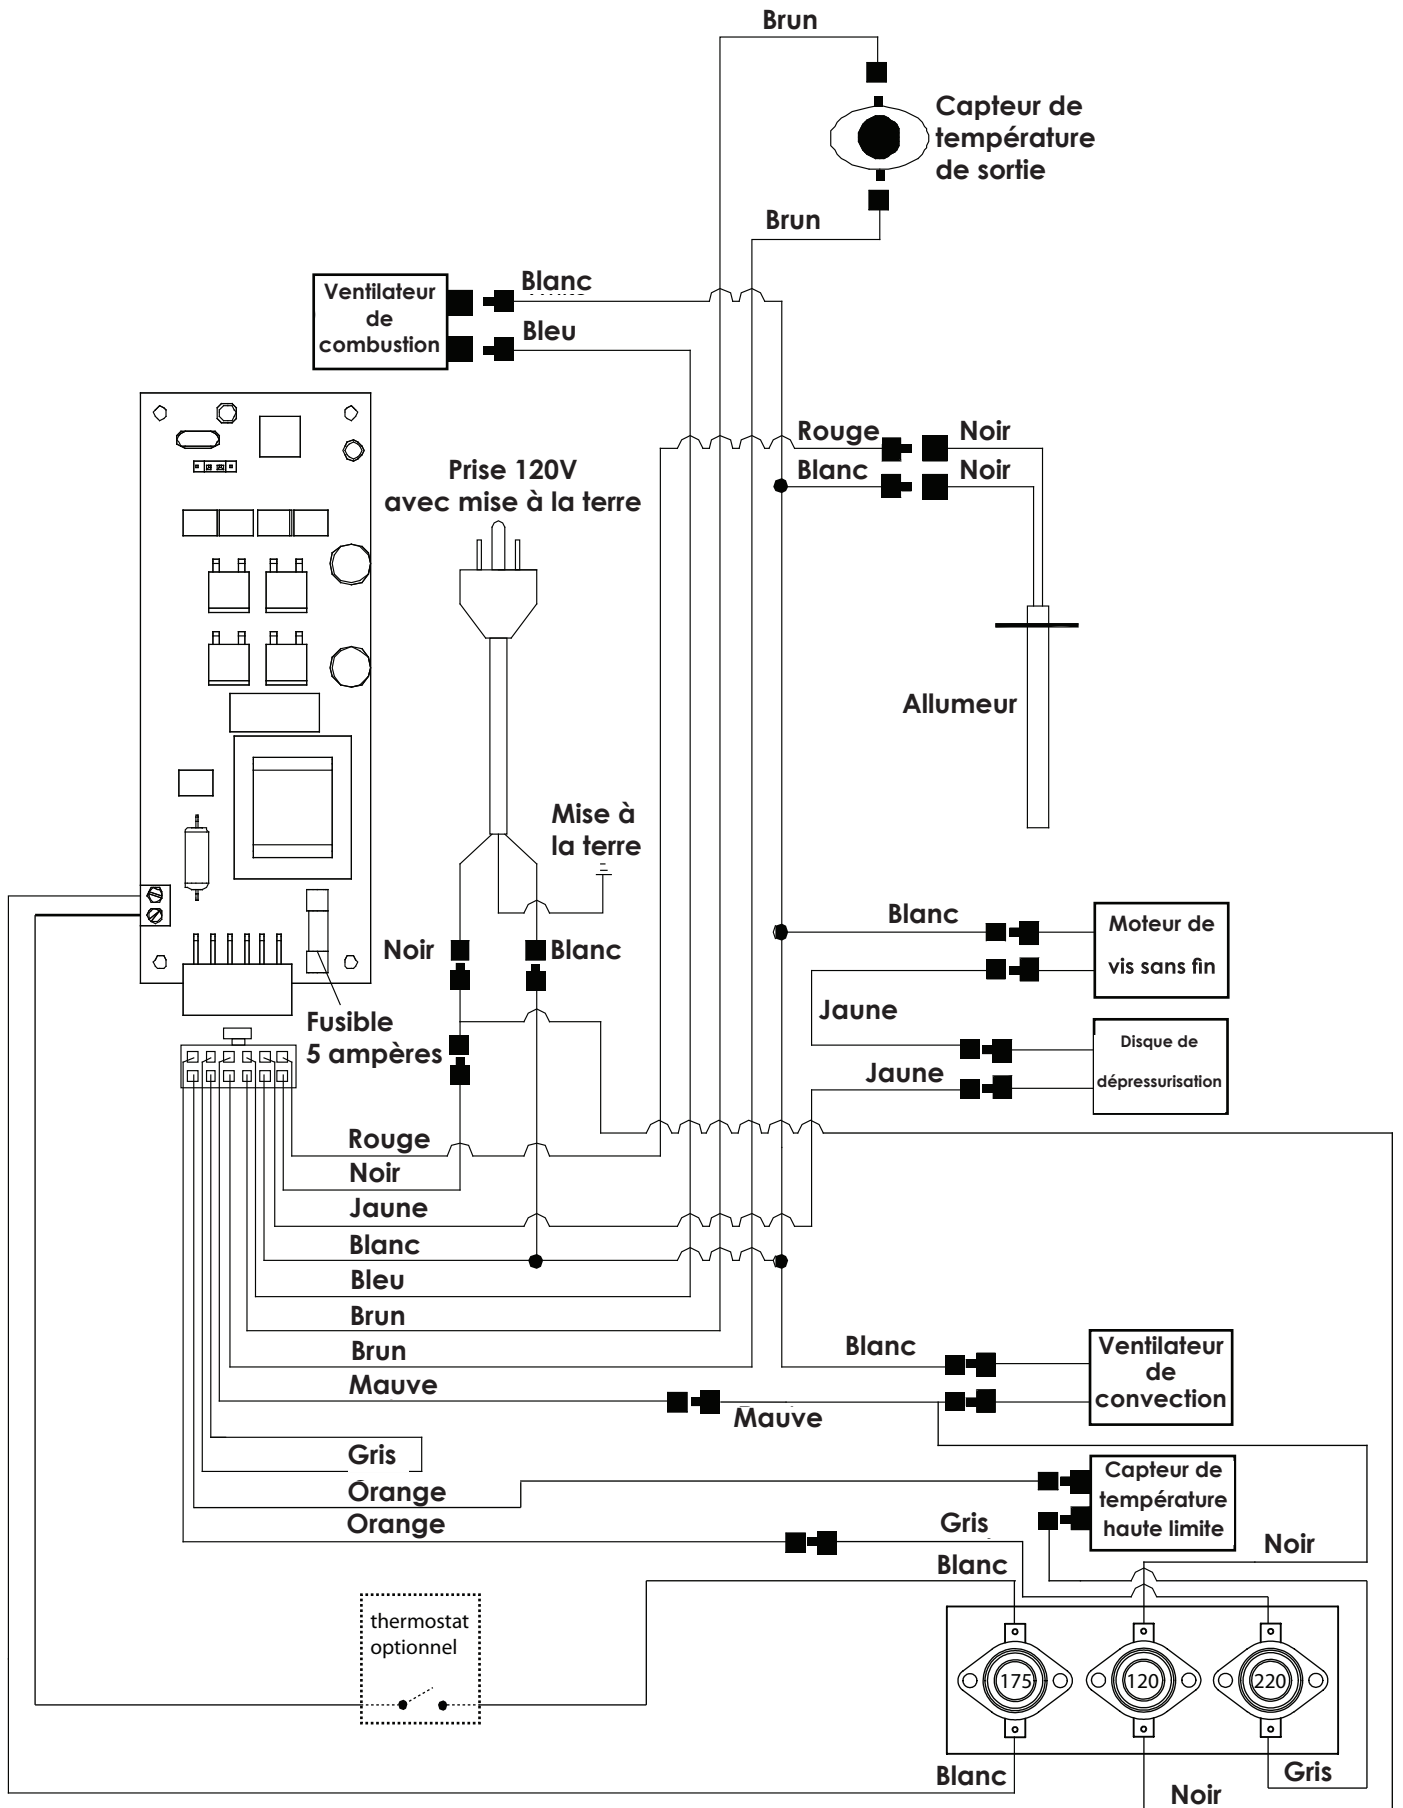 Brun
Capteur de
température
de sortie
Brun
Blanc
Ventilateur
de
combustion
Bleu
Rouge
Noir
Blanc
Noir
Prise 120V
avec mise à la terre
Allumeur
Mise à
la terre
Noir
Blanc
Blanc
Moteur de
vis sans fin
Jaune
Fusible
5 ampères
Disque de
dépressurisation
Jaune
Rouge
Noir
Jaune
Blanc
Bleu
Brun
Brun
Mauve
Mauve
Blanc
Ventilateur
de
convection
Gris
Orange
Orange
Capteur de
température
haute limite
Gris
Noir
Blanc
thermostat
optionnel
175
120
220
Blanc
Gris
Noir